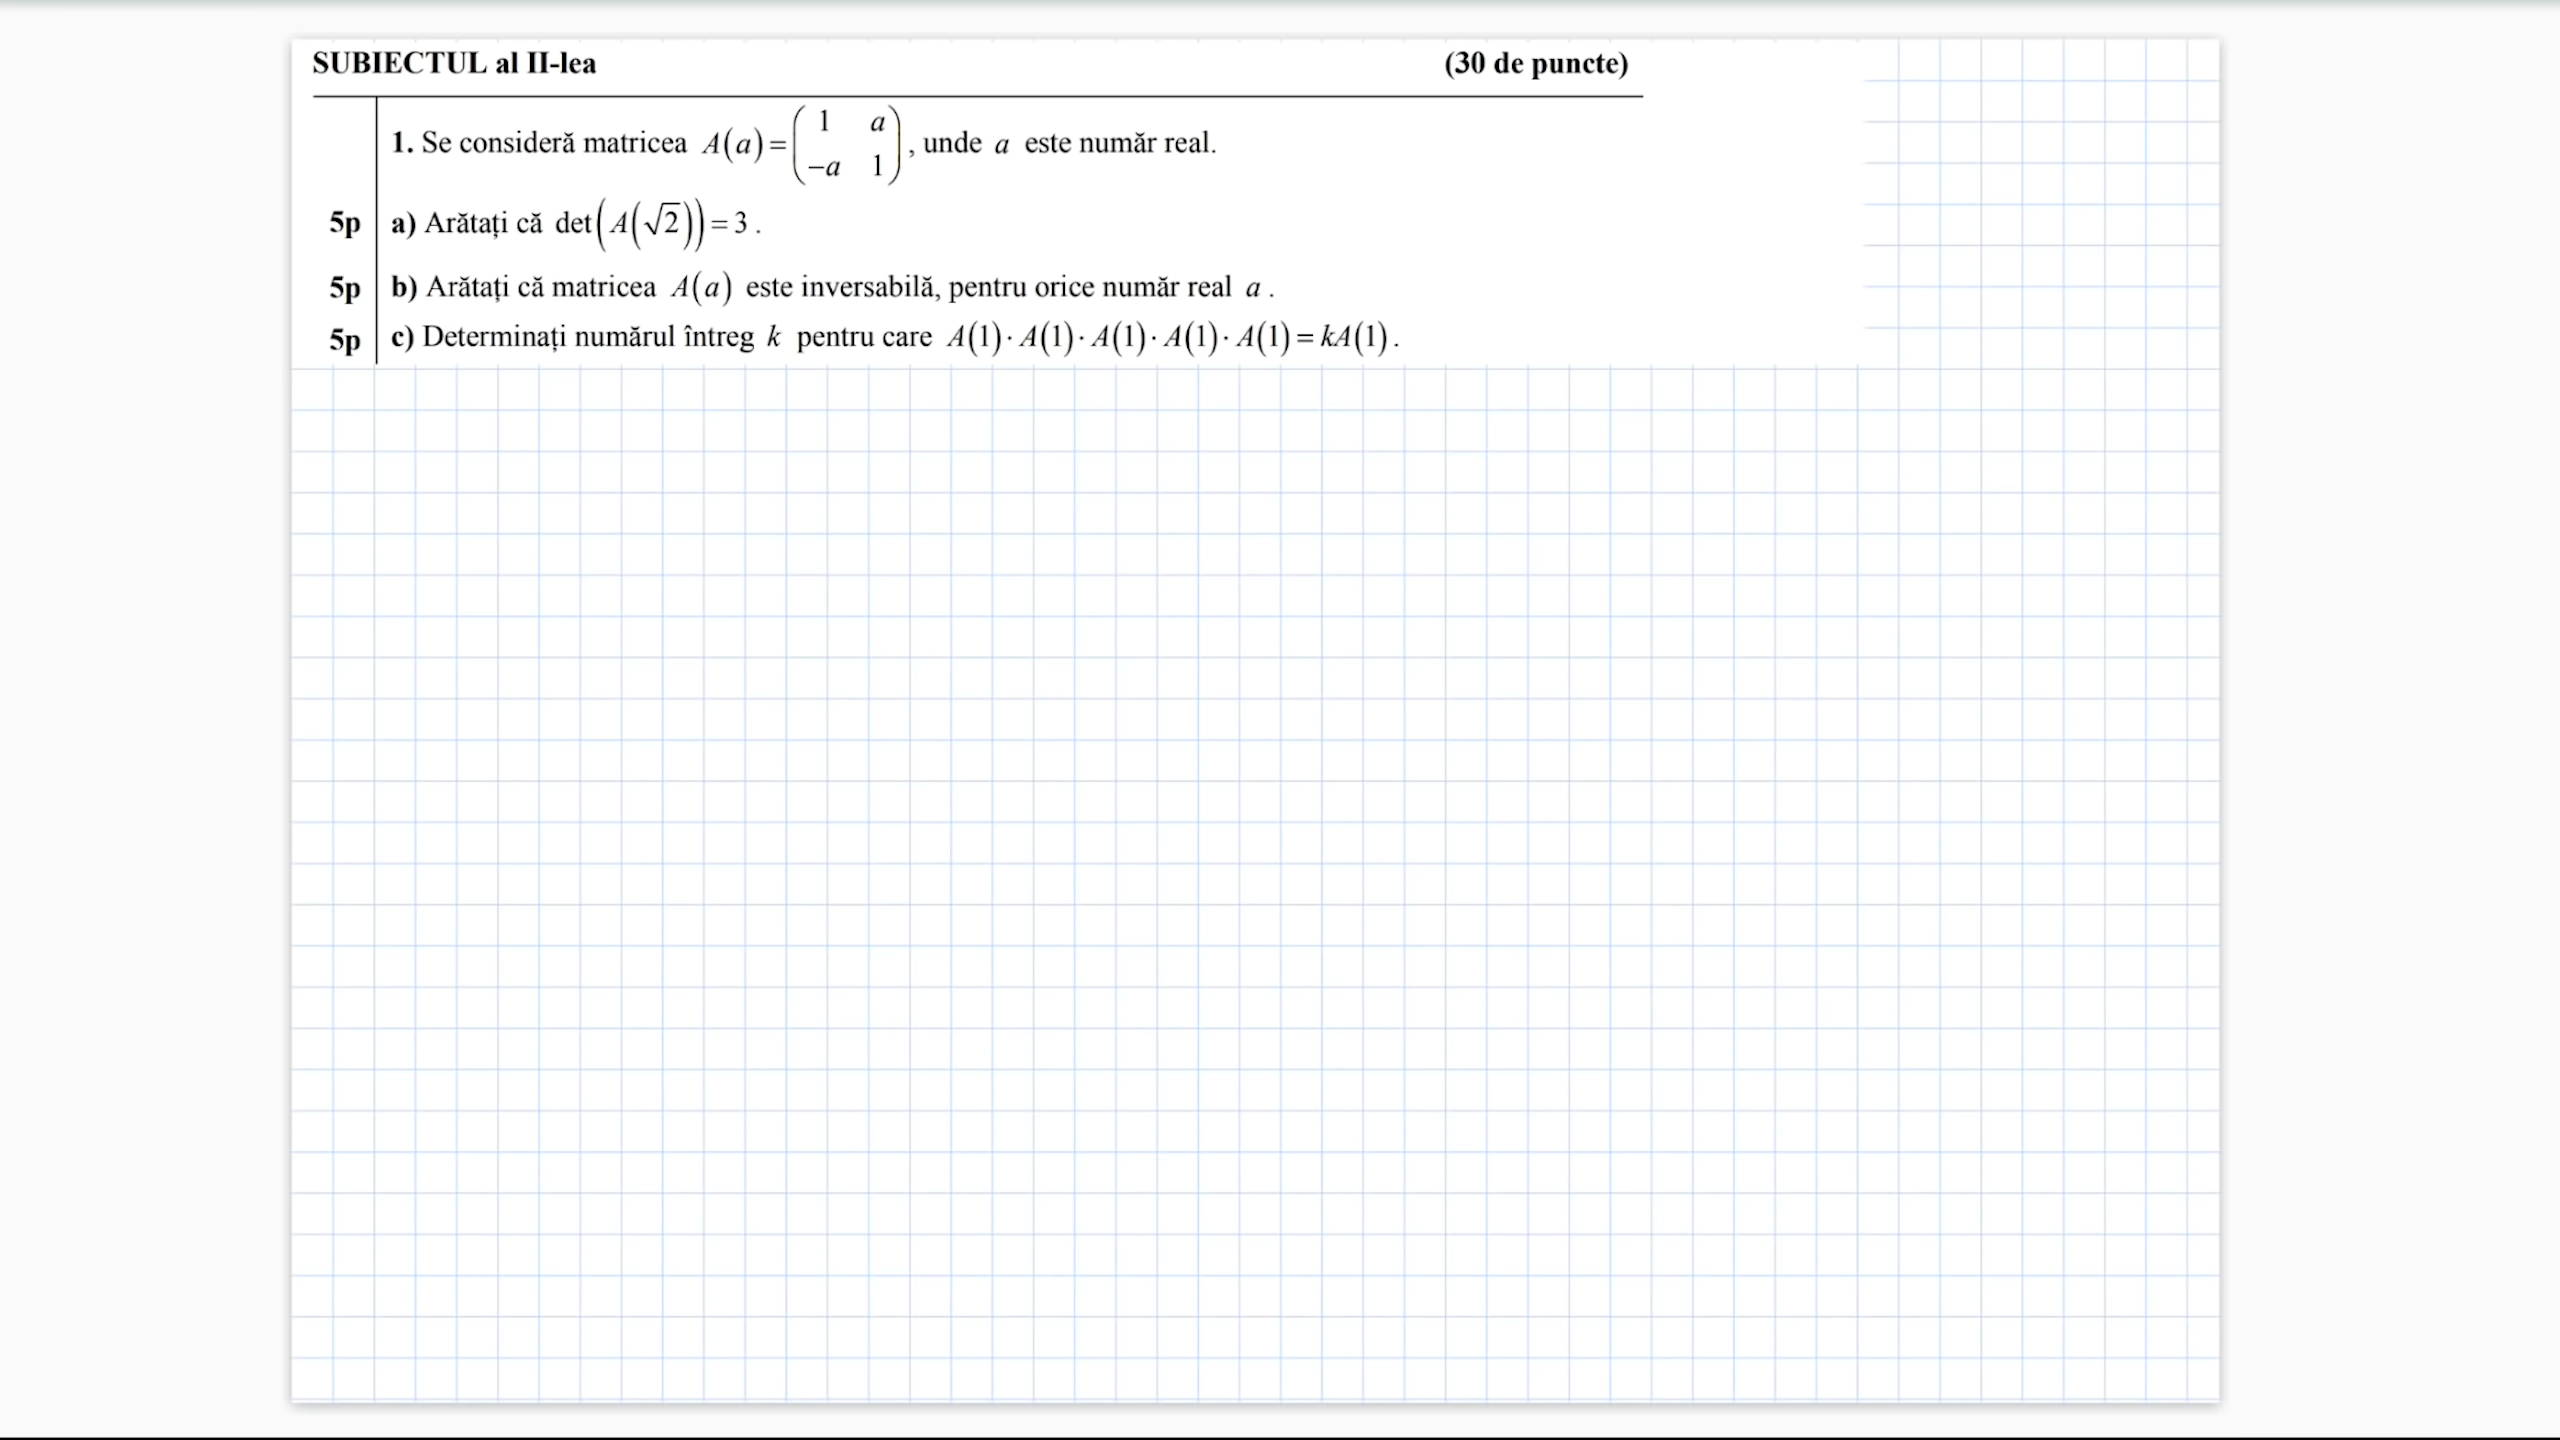 SUBIECTUL al II-lea (30 de puncte)
1. Se consideră matricea A(a) = ( 1 a ; −a 1 ), unde a este număr real.
5p a) Arătați că det(A(√2)) = 3.
5p b) Arătați că matricea A(a) este inversabilă, pentru orice număr real a.
5p c) Determinați numărul întreg k pentru care A(1)·A(1)·A(1)·A(1)·A(1) = kA(1).